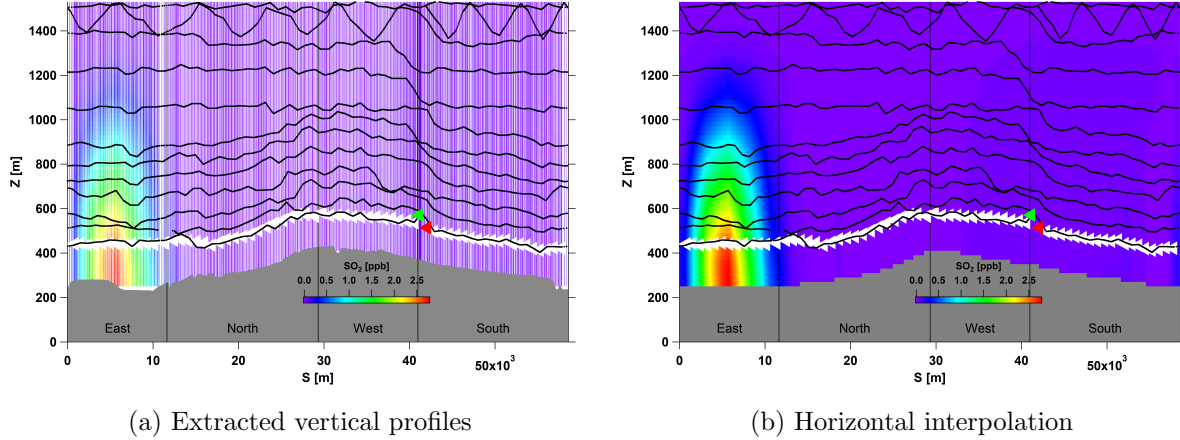 1400
1200
1000
800
600
400
200
0
Z [m]
SO2 [ppb]
0.0 0.5 1.0 1.5 2.0 2.5
East North West South
0 10 20 30 40 50x10³
S [m]
(a) Extracted vertical profiles
1400
1200
1000
800
600
400
200
0
Z [m]
SO2 [ppb]
0.0 0.5 1.0 1.5 2.0 2.5
East North West South
0 10 20 30 40 50x10³
S [m]
(b) Horizontal interpolation